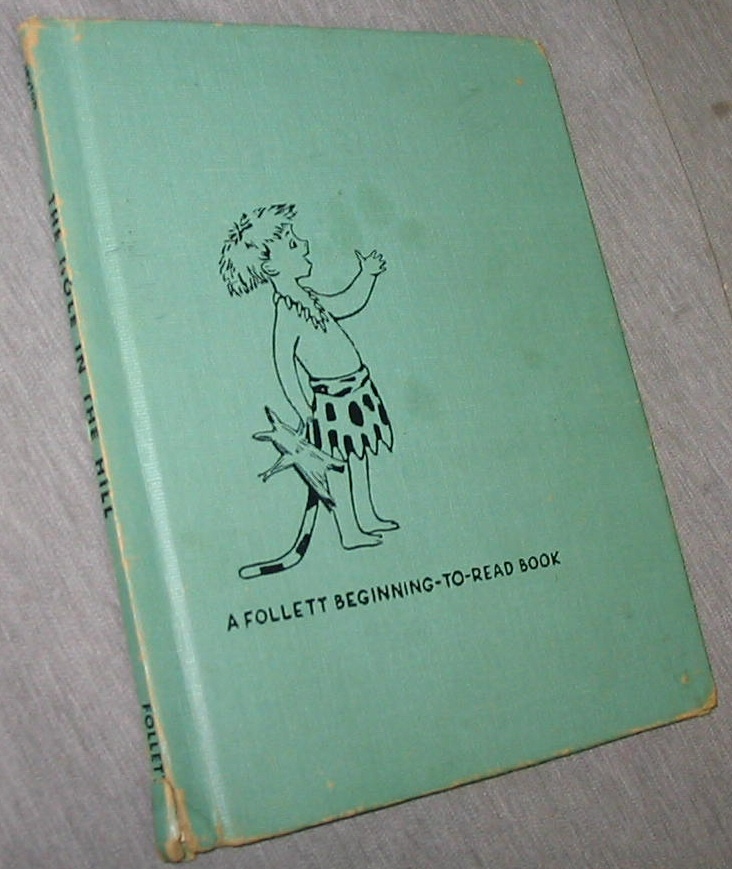 THE HOLE IN THE HILL
FOLLETT
A FOLLETT BEGINNING-TO-READ BOOK